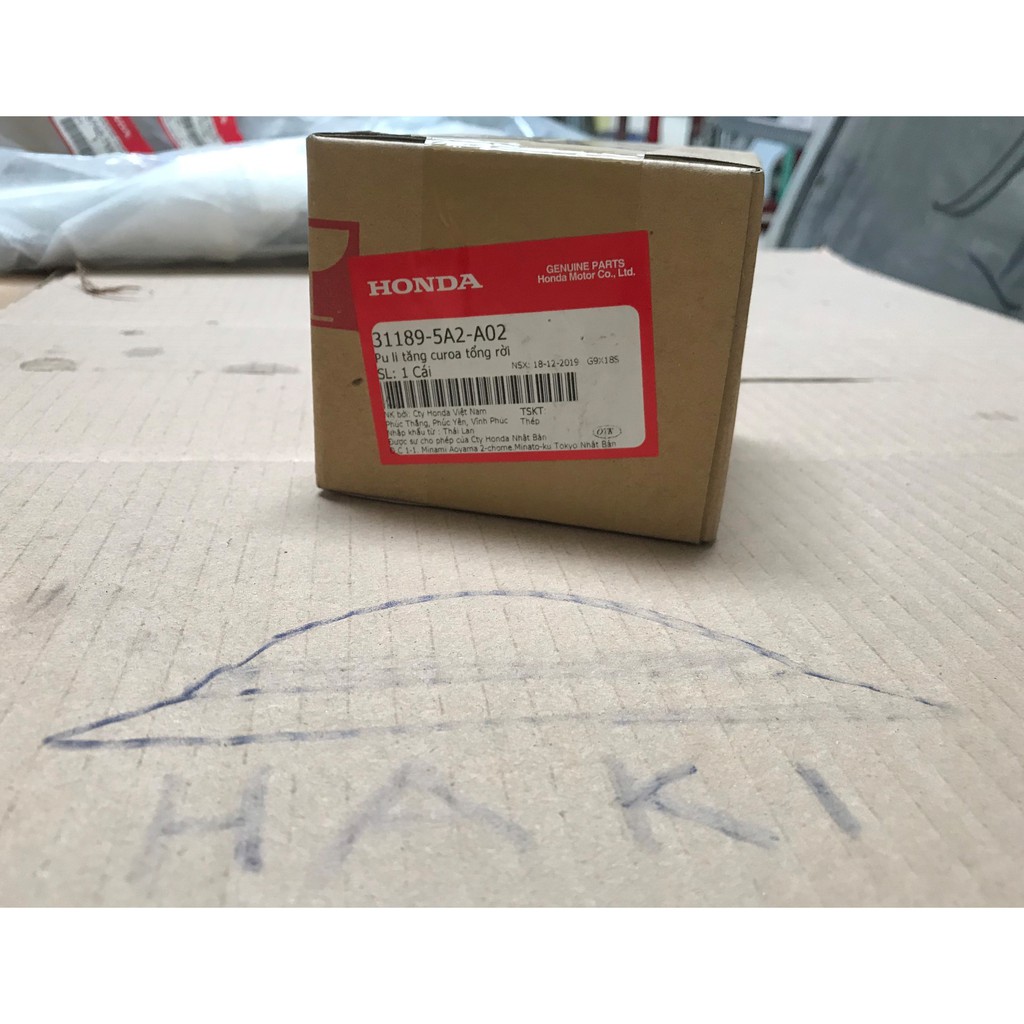 HONDA
GENUINE PARTS
Honda Motor Co., Ltd.
31189-5A2-A02
Pu li tăng curoa tổng rời
NSX: 18-12-2019 G9X18S
SL: 1 Cái
NK bởi: Cty Honda Việt Nam TSKT
Phúc Thắng, Phúc Yên, Vĩnh Phúc Thép
Nhập khẩu từ : Thái Lan
Được sự cho phép của Cty Honda Nhật Bản
Đ.C 1-1. Minami Aoyama 2-chome.Minato-ku Tokyo Nhật Bản
HAKI